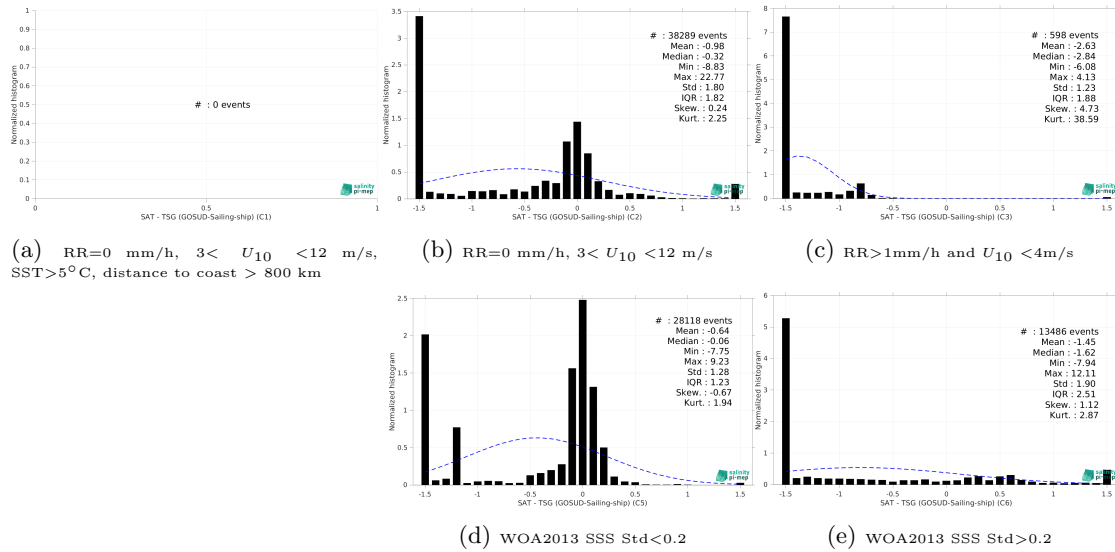 1
0.9
0.8
0.7
0.6
0.5
0.4
0.3
0.2
0.1
0
Normalized histogram
# : 0 events
0 0.5 1
SAT - TSG (GOSUD-Sailing-ship) (C1)
salinity
pi-mep
(a) RR=0 mm/h, 3< U10 <12 m/s,
SST>5°C, distance to coast > 800 km
3.5
3
2.5
2
1.5
1
0.5
0
Normalized histogram
# : 38289 events
Mean : -0.98
Median : -0.32
Min : -8.83
Max : 22.77
Std : 1.80
IQR : 1.82
Skew. : 0.24
Kurt. : 2.25
-1.5 -1 -0.5 0 0.5 1 1.5
SAT - TSG (GOSUD-Sailing-ship) (C2)
salinity
pi-mep
(b) RR=0 mm/h, 3< U10 <12 m/s
8
7
6
5
4
3
2
1
0
Normalized histogram
# : 598 events
Mean : -2.63
Median : -2.84
Min : -6.08
Max : 4.13
Std : 1.23
IQR : 1.88
Skew. : 4.73
Kurt. : 38.59
-1.5 -1 -0.5 0 0.5 1 1.5
SAT - TSG (GOSUD-Sailing-ship) (C3)
salinity
pi-mep
(c) RR>1mm/h and U10 <4m/s
2.5
2
1.5
1
0.5
0
Normalized histogram
# : 28118 events
Mean : -0.64
Median : -0.06
Min : -7.75
Max : 9.23
Std : 1.28
IQR : 1.23
Skew. : -0.67
Kurt. : 1.94
-1.5 -1 -0.5 0 0.5 1 1.5
SAT - TSG (GOSUD-Sailing-ship) (C5)
salinity
pi-mep
(d) WOA2013 SSS Std<0.2
6
5
4
3
2
1
0
Normalized histogram
# : 13486 events
Mean : -1.45
Median : -1.62
Min : -7.94
Max : 12.11
Std : 1.90
IQR : 2.51
Skew. : 1.12
Kurt. : 2.87
-1.5 -1 -0.5 0 0.5 1 1.5
SAT - TSG (GOSUD-Sailing-ship) (C6)
salinity
pi-mep
(e) WOA2013 SSS Std>0.2